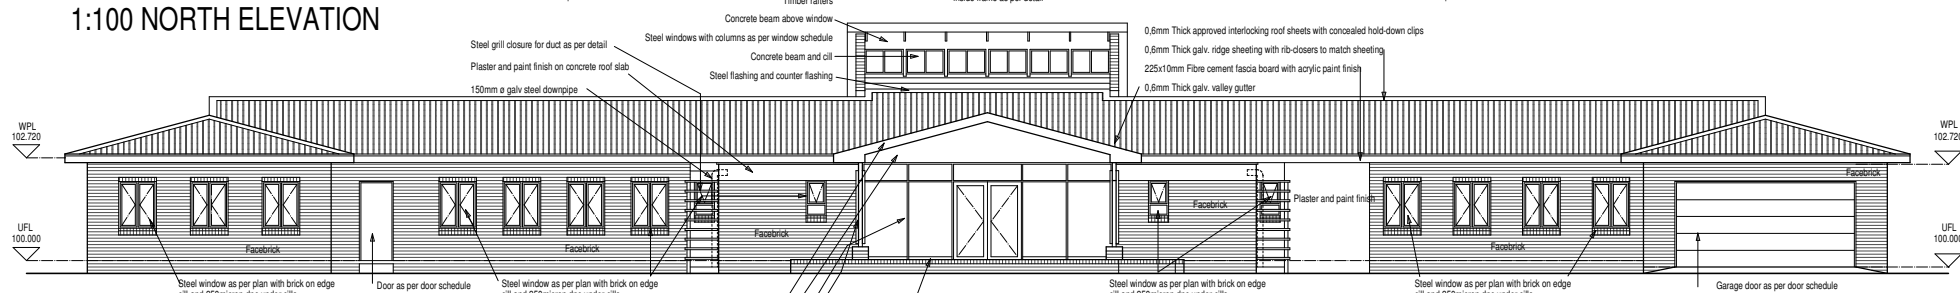 1:100 NORTH ELEVATION
Timber rafters
Concrete beam above window
Steel windows with columns as per window schedule
Concrete beam and cill
Steel flashing and counter flashing
Steel grill closure for duct as per detail
Plaster and paint finish on concrete roof slab
150mm ø galv steel downpipe
0,6mm Thick approved interlocking roof sheets with concealed hold-down clips
0,6mm Thick galv. ridge sheeting with rib-closers to match sheeting
225x10mm Fibre cement fascia board with acrylic paint finish
0,6mm Thick galv. valley gutter
WPL
102.720
WPL
102.720
UFL
100.000
UFL
100.000
Facebrick
Facebrick
Facebrick
Facebrick
Plaster and paint finish
Facebrick
Facebrick
Steel window as per plan with brick on edge
Door as per door schedule
Steel window as per plan with brick on edge
Steel window as per plan with brick on edge
Steel window as per plan with brick on edge
Garage door as per door schedule